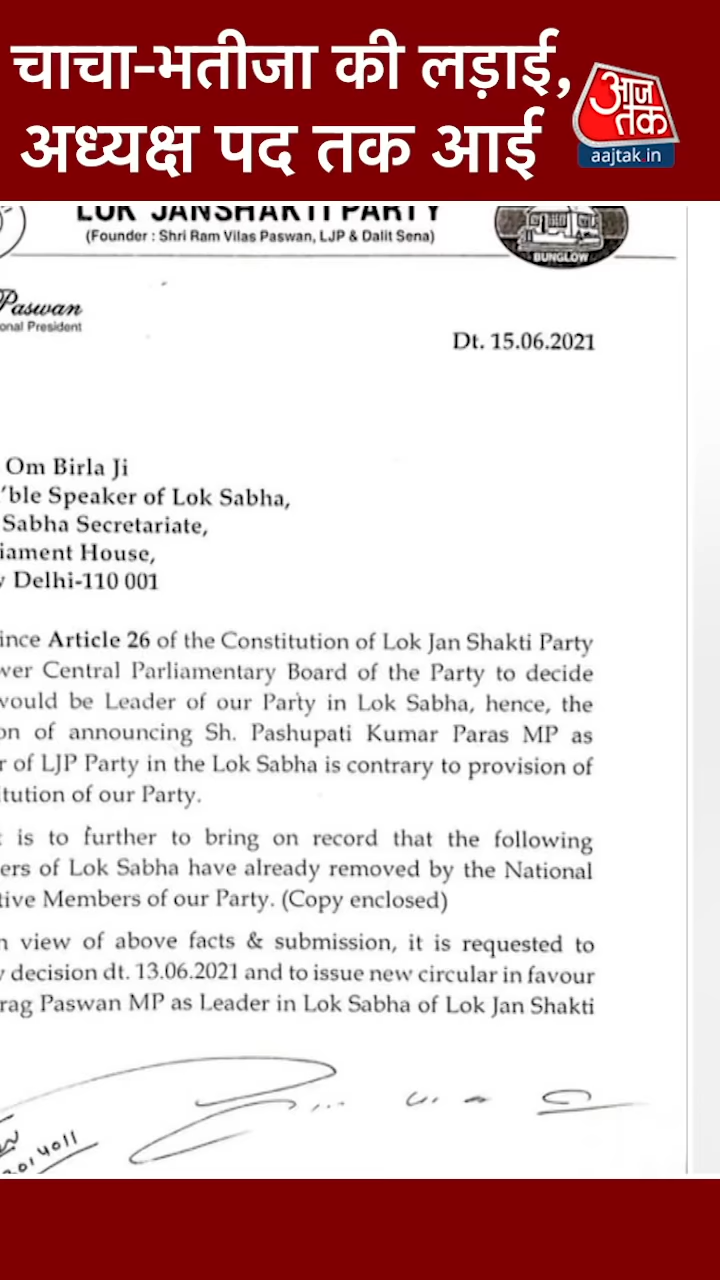 चाचा-भतीजा की लड़ाई,
अध्यक्ष पद तक आई
आज
तक
aajtak.in
LOK JANSHAKTI PARTY
(Founder : Shri Ram Vilas Paswan, LJP & Dalit Sena)
BUNGLOW
Paswan
onal President
Dt. 15.06.2021
Om Birla Ji
'ble Speaker of Lok Sabha,
Sabha Secretariate,
iament House,
Delhi-110 001
ince Article 26 of the Constitution of Lok Jan Shakti Party
wer Central Parliamentary Board of the Party to decide
would be Leader of our Party in Lok Sabha, hence, the
on of announcing Sh. Pashupati Kumar Paras MP as
r of LJP Party in the Lok Sabha is contrary to provision of
tution of our Party.
is to further to bring on record that the following
ers of Lok Sabha have already removed by the National
tive Members of our Party. (Copy enclosed)
n view of above facts & submission, it is requested to
decision dt. 13.06.2021 and to issue new circular in favour
rag Paswan MP as Leader in Lok Sabha of Lok Jan Shakti